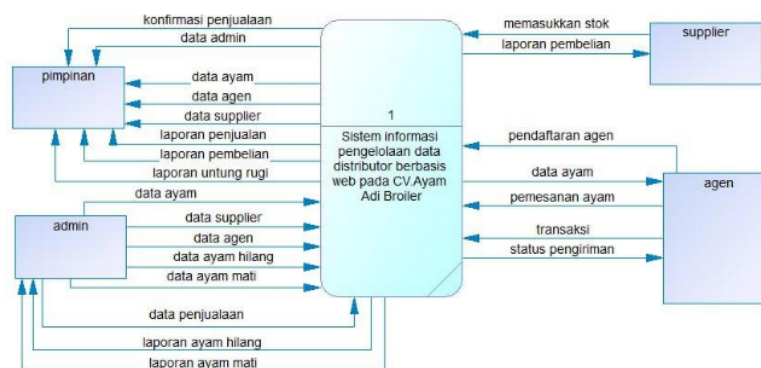 konfirmasi penjualaan
data admin
pimpinan
data ayam
data agen
data supplier
laporan penjualan
laporan pembelian
laporan untung rugi
data ayam
admin
data supplier
data agen
data ayam hilang
data ayam mati
data penjualaan
laporan ayam hilang
laporan ayam mati
1
Sistem informasi
pengelolaan data
distributor berbasis
web pada CV.Ayam
Adi Broiler
memasukkan stok
supplier
laporan pembelian
pendaftaran agen
data ayam
agen
pemesanan ayam
transaksi
status pengiriman